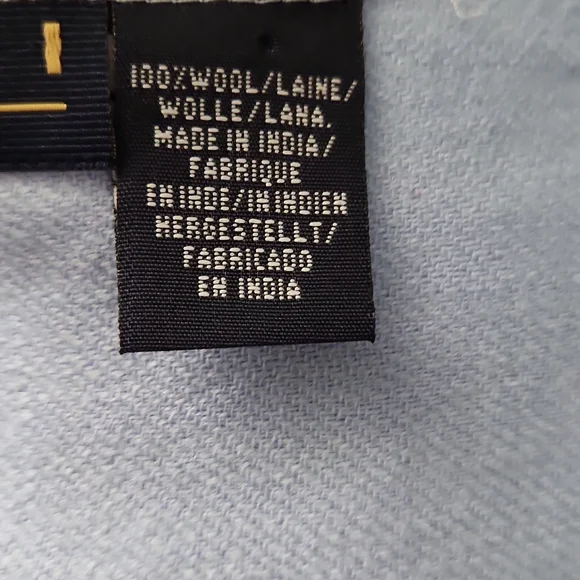 100%WOOL/LAINE/
WOLLE/LANA.
MADE IN INDIA/
FABRIQUE
EN INDE/IN INDIEN
HERGESTELLT/
FABRICADO
EN INDIA